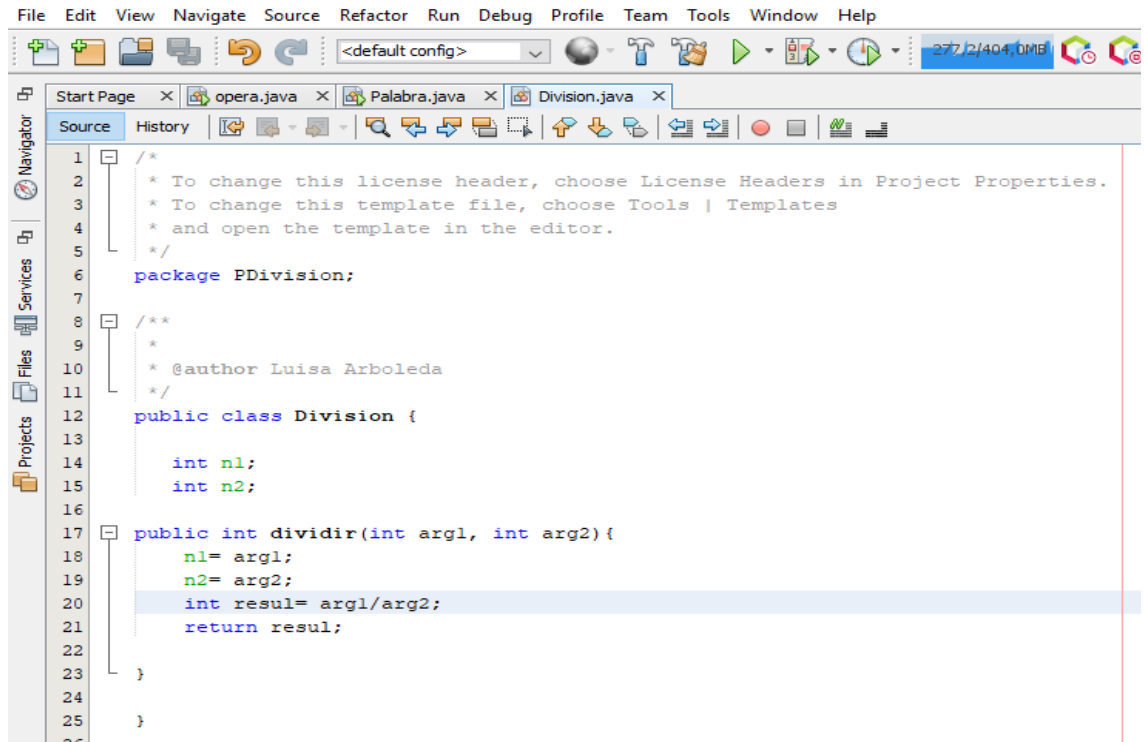 File Edit View Navigate Source Refactor Run Debug Profile Team Tools Window Help
<default config>
277,2/404,0MB
Start Page opera.java Palabra.java Division.java
Source History
Navigator
Services
Files
Projects
1 /*
2 * To change this license header, choose License Headers in Project Properties.
3 * To change this template file, choose Tools | Templates
4 * and open the template in the editor.
5 */
6 package PDivision;
7
8 /**
9 *
10 * @author Luisa Arboleda
11 */
12 public class Division {
13
14 int n1;
15 int n2;
16
17 public int dividir(int arg1, int arg2){
18 n1= arg1;
19 n2= arg2;
20 int resul= arg1/arg2;
21 return resul;
22
23 }
24
25 }